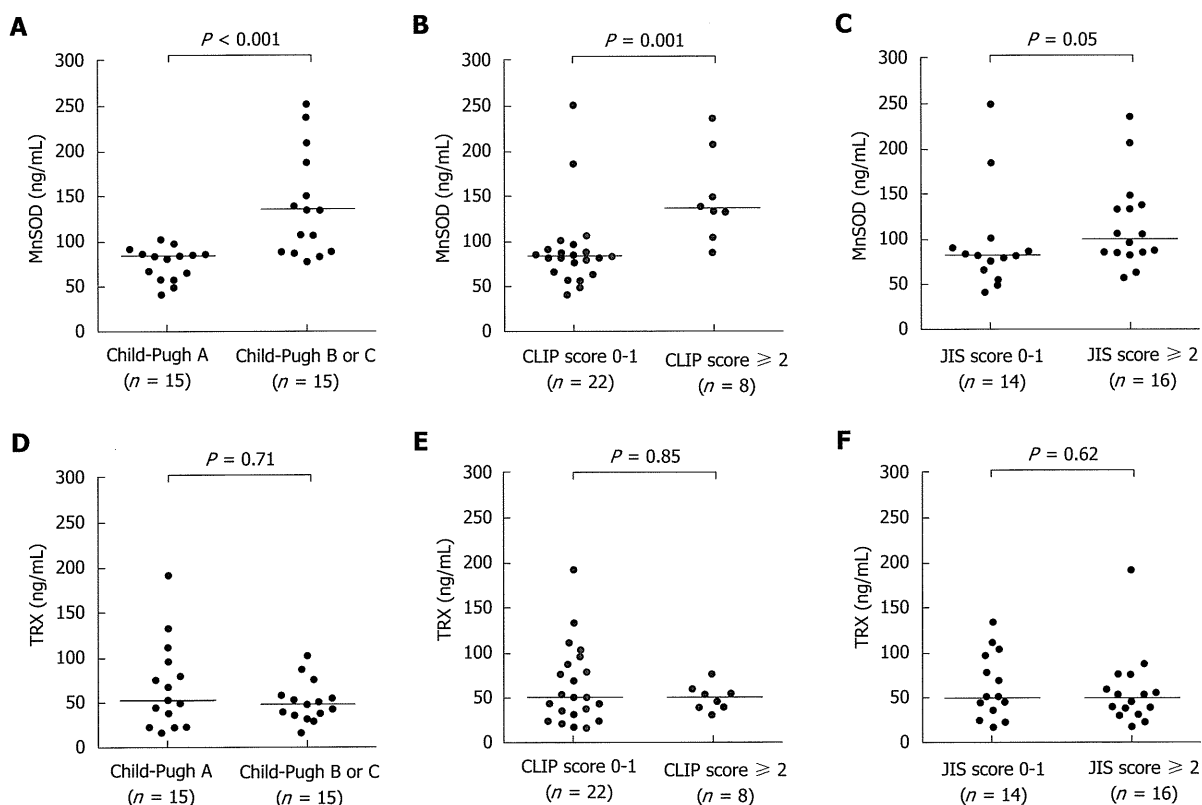 A
P < 0.001
300
250
200
150
100
50
0
MnSOD (ng/mL)
Child-Pugh A
(n = 15)
Child-Pugh B or C
(n = 15)
B
P = 0.001
300
250
200
150
100
50
0
MnSOD (ng/mL)
CLIP score 0-1
(n = 22)
CLIP score ⩾ 2
(n = 8)
C
P = 0.05
300
250
200
150
100
50
0
MnSOD (ng/mL)
JIS score 0-1
(n = 14)
JIS score ⩾ 2
(n = 16)
D
P = 0.71
300
250
200
150
100
50
0
TRX (ng/mL)
Child-Pugh A
(n = 15)
Child-Pugh B or C
(n = 15)
E
P = 0.85
300
250
200
150
100
50
0
TRX (ng/mL)
CLIP score 0-1
(n = 22)
CLIP score ⩾ 2
(n = 8)
F
P = 0.62
300
250
200
150
100
50
0
TRX (ng/mL)
JIS score 0-1
(n = 14)
JIS score ⩾ 2
(n = 16)